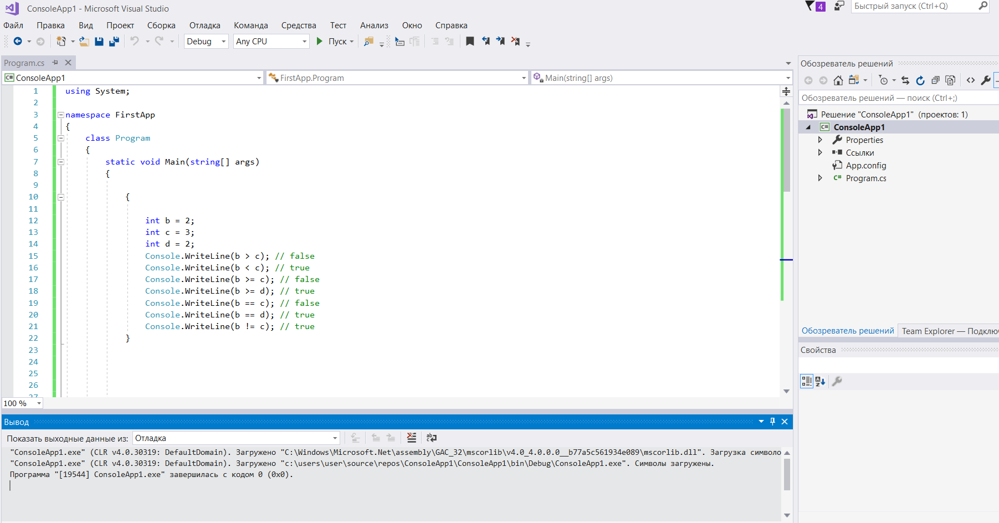 ConsoleApp1 - Microsoft Visual Studio
4
Быстрый запуск (Ctrl+Q)
Файл Правка Вид Проект Сборка Отладка Команда Средства Тест Анализ Окно Справка
Debug Any CPU Пуск
Program.cs
ConsoleApp1 FirstApp.Program Main(string[] args)
1 using System;
2
3 namespace FirstApp
4 {
5 class Program
6 {
7 static void Main(string[] args)
8 {
9
10 {
11
12 int b = 2;
13 int c = 3;
14 int d = 2;
15 Console.WriteLine(b > c); // false
16 Console.WriteLine(b < c); // true
17 Console.WriteLine(b >= c); // false
18 Console.WriteLine(b >= d); // true
19 Console.WriteLine(b == c); // false
20 Console.WriteLine(b == d); // true
21 Console.WriteLine(b != c); // true
22 }
23
24
25
26
27
100 %
Вывод
Показать выходные данные из: Отладка
"ConsoleApp1.exe" (CLR v4.0.30319: DefaultDomain). Загружено "C:\Windows\Microsoft.Net\assembly\GAC_32\mscorlib\v4.0_4.0.0.0__b77a5c561934e089\mscorlib.dll". Загрузка символо
"ConsoleApp1.exe" (CLR v4.0.30319: DefaultDomain). Загружено "c:\users\user\source\repos\ConsoleApp1\ConsoleApp1\bin\Debug\ConsoleApp1.exe". Символы загружены.
Программа "[19544] ConsoleApp1.exe" завершилась с кодом 0 (0x0).
Обозреватель решений
Обозреватель решений — поиск (Ctrl+;)
Решение "ConsoleApp1" (проектов: 1)
C# ConsoleApp1
Properties
Ссылки
App.config
C# Program.cs
Обозреватель решений Team Explorer — Подклю
Свойства